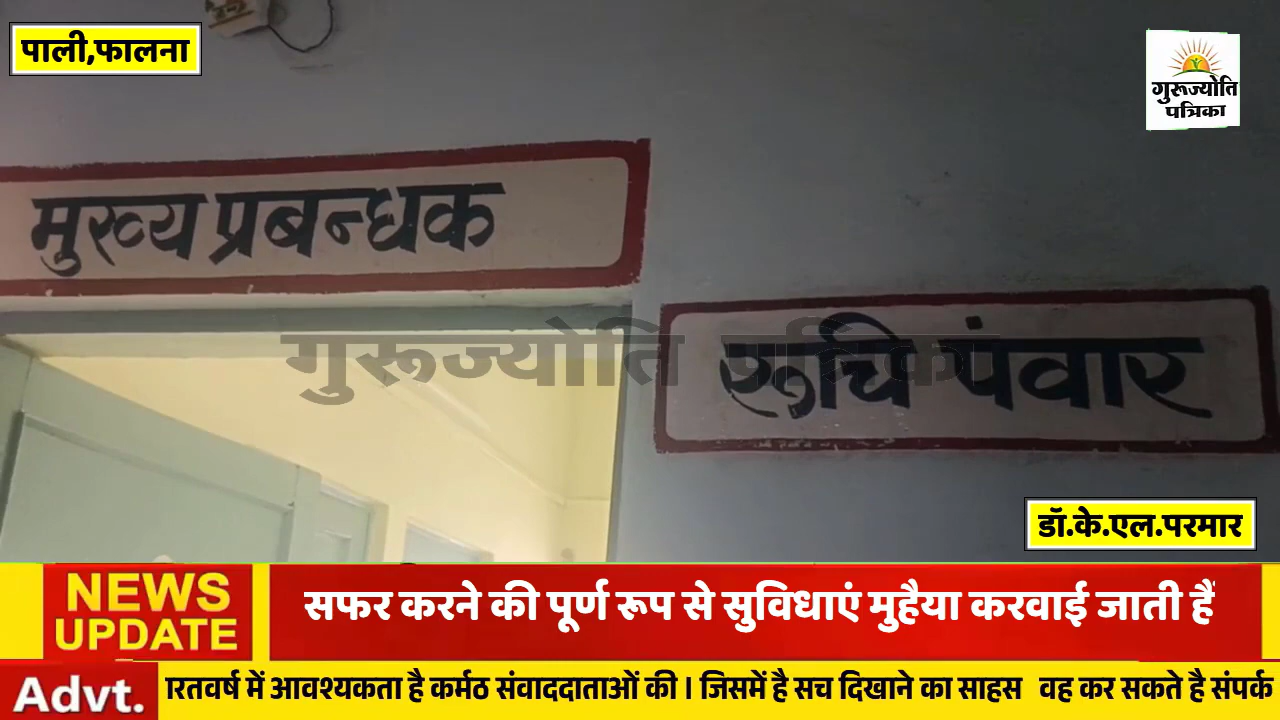 पाली,फालना
गुरूज्योति
पत्रिका
मुख्य प्रबन्धक
रूचि पंवार
गुरूज्योति पत्रिका
डॉ.के.एल.परमार
NEWS
UPDATE
सफर करने की पूर्ण रूप से सुविधाएं मुहैया करवाई जाती हैं
Advt.
ारतवर्ष में आवश्यकता है कर्मठ संवाददाताओं की । जिसमें है सच दिखाने का साहस वह कर सकते है संपर्क